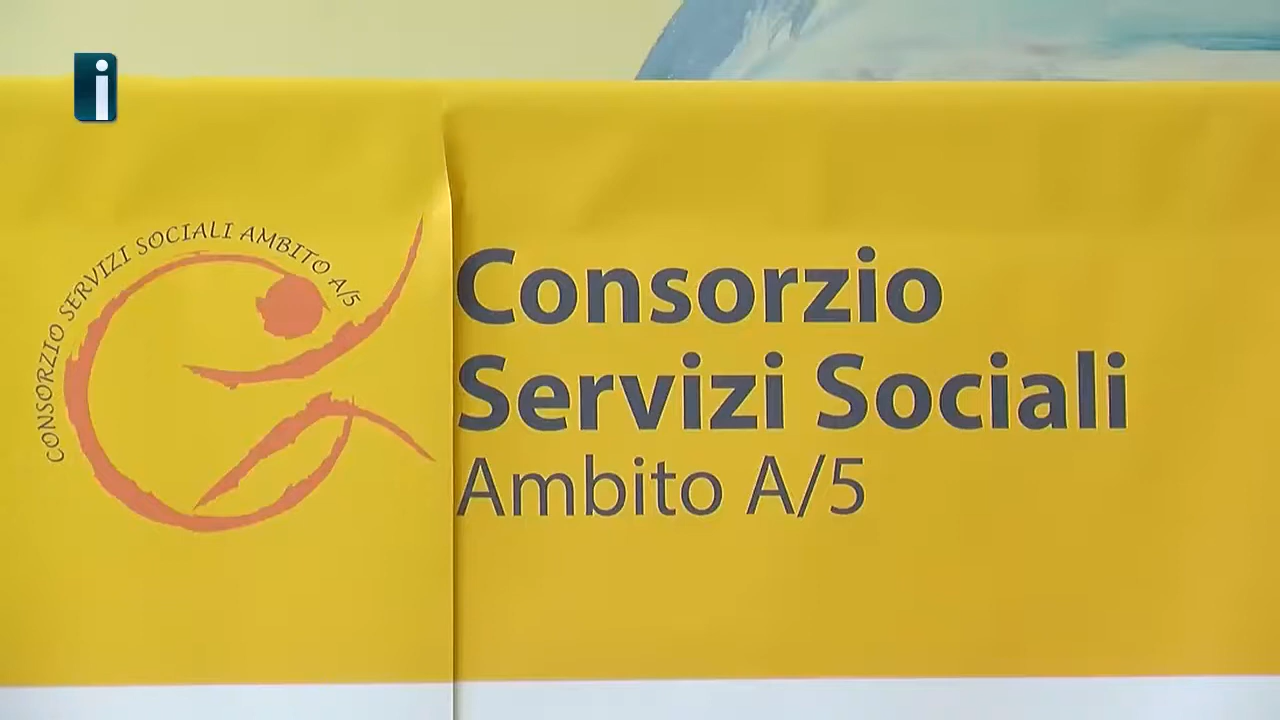 i
CONSORZIO SERVIZI SOCIALI AMBITO A/5
Consorzio
Servizi Sociali
Ambito A/5